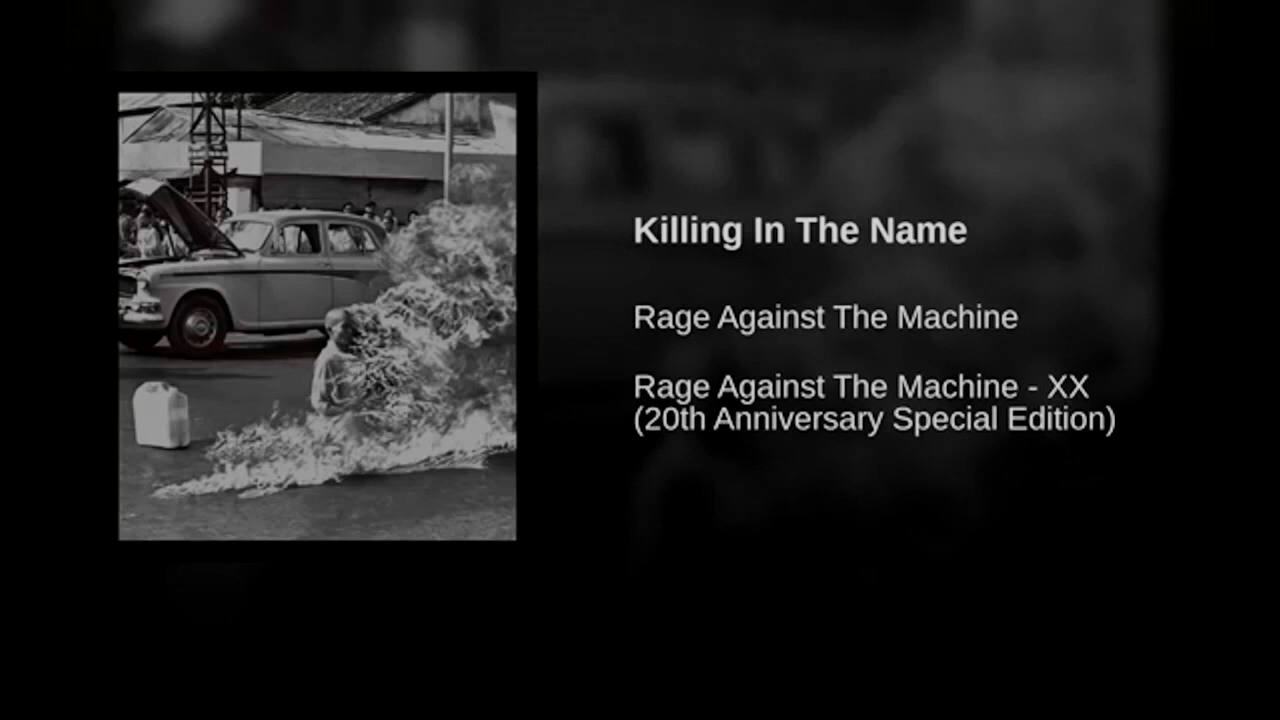 Killing In The Name
Rage Against The Machine
Rage Against The Machine - XX
(20th Anniversary Special Edition)